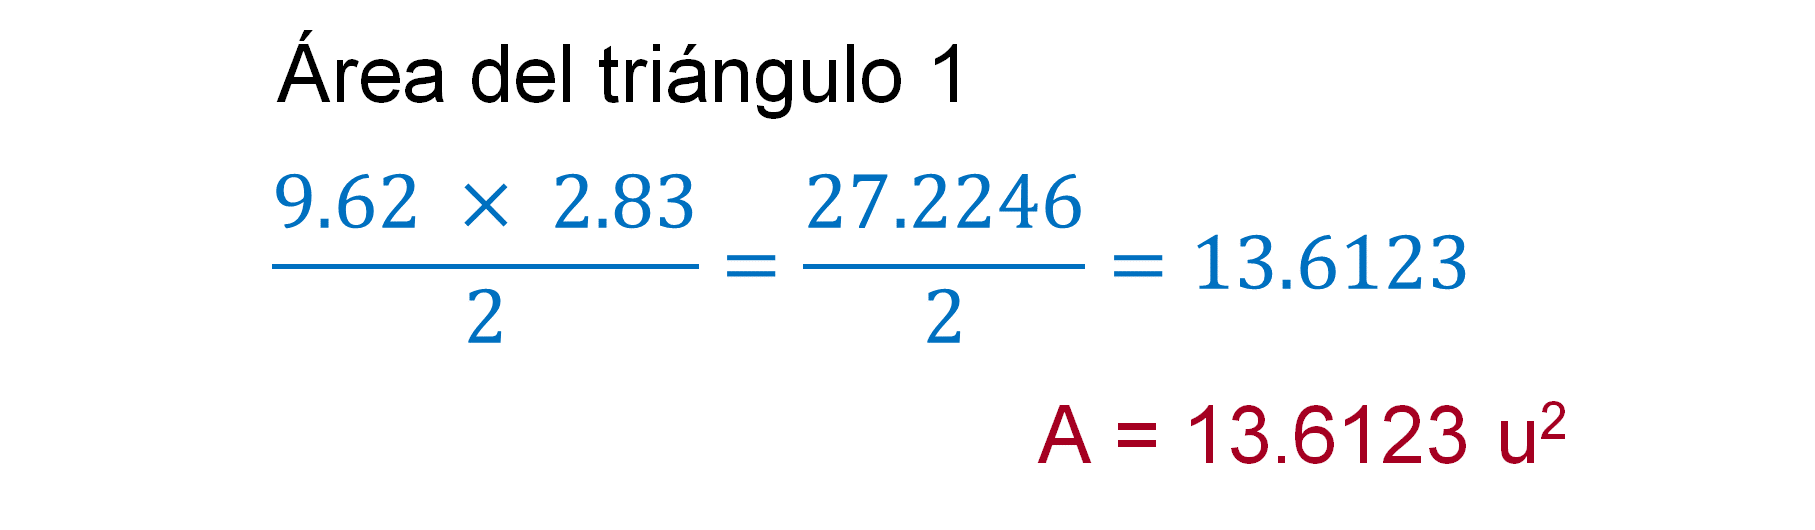 Área del triángulo 1
9.62 × 2.83 / 2 = 27.2246 / 2 = 13.6123
A = 13.6123 u²